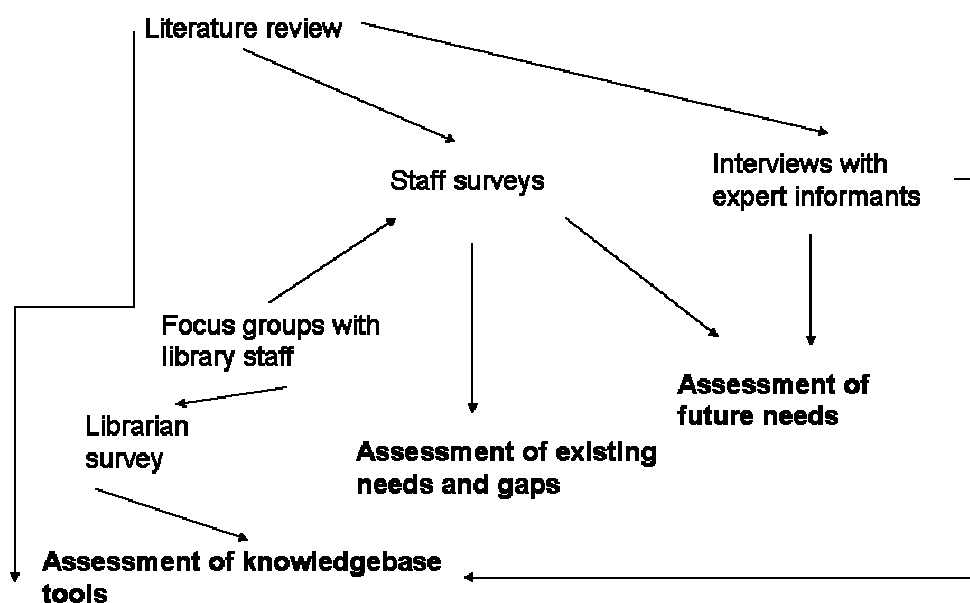 Literature review
Staff surveys
Interviews with
expert informants
Focus groups with
library staff
Assessment of
future needs
Librarian
survey
Assessment of existing
needs and gaps
Assessment of knowledgebase
tools